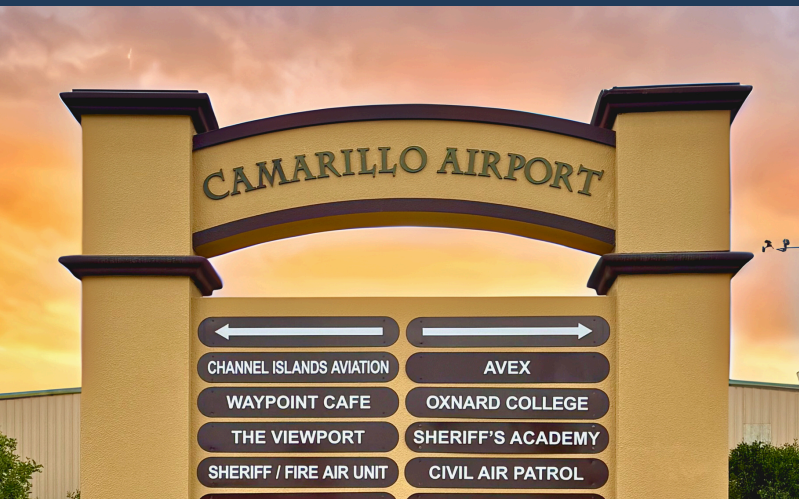 CAMARILLO AIRPORT
CHANNEL ISLANDS AVIATION
WAYPOINT CAFE
THE VIEWPORT
SHERIFF / FIRE AIR UNIT
AVEX
OXNARD COLLEGE
SHERIFF'S ACADEMY
CIVIL AIR PATROL